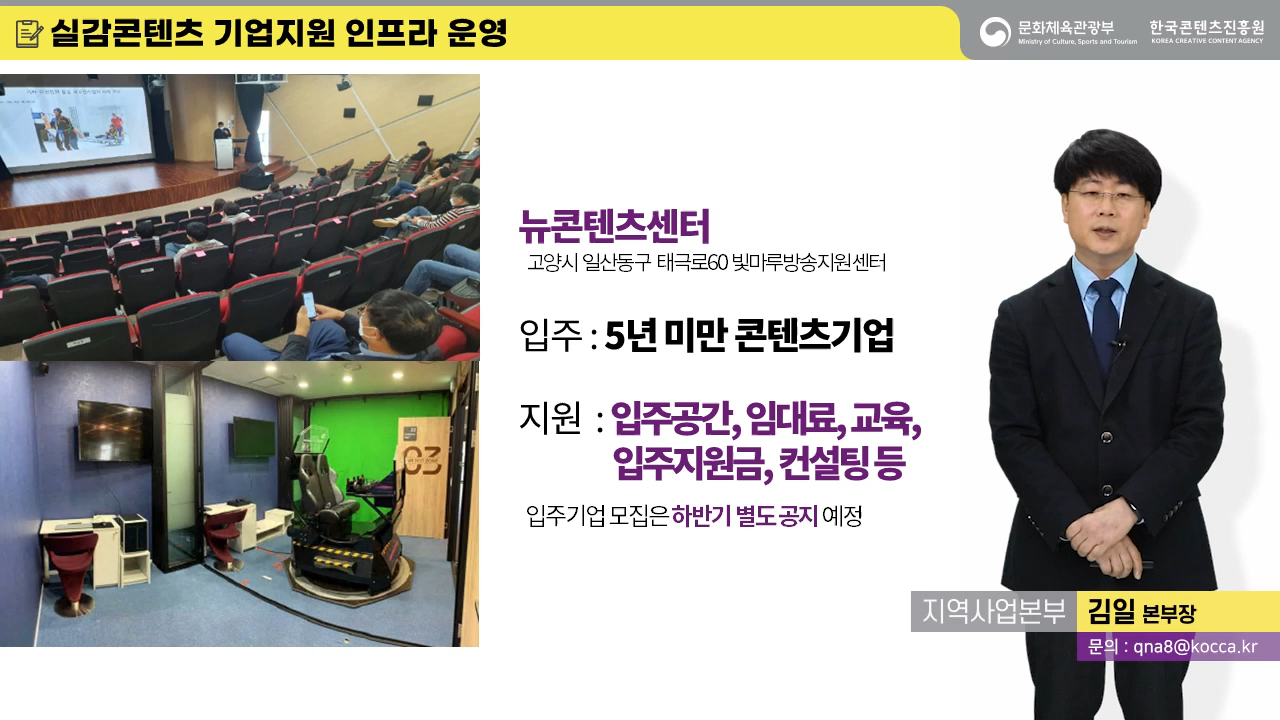 실감콘텐츠 기업지원 인프라 운영
문화체육관광부
Ministry of Culture, Sports and Tourism
한국콘텐츠진흥원
KOREA CREATIVE CONTENT AGENCY
뉴콘텐츠센터
고양시 일산동구 태극로60 빛마루방송지원센터
입주 : 5년 미만 콘텐츠기업
지원 : 입주공간, 임대료, 교육,
입주지원금, 컨설팅 등
입주기업 모집은 하반기 별도 공지 예정
03
지역사업본부
김일 본부장
문의 : qna8@kocca.kr